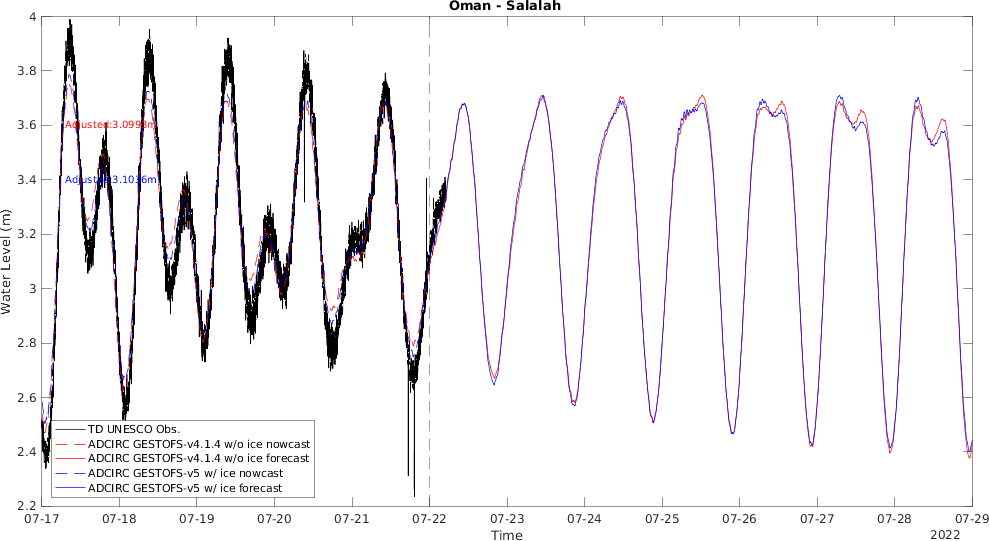 Oman - Salalah
4
3.8
3.6
3.4
3.2
3
2.8
2.6
2.4
2.2
Water Level (m)
Adjusted:3.0998m
Adjusted:3.1036m
TD UNESCO Obs.
ADCIRC GESTOFS-v4.1.4 w/o ice nowcast
ADCIRC GESTOFS-v4.1.4 w/o ice forecast
ADCIRC GESTOFS-v5 w/ ice nowcast
ADCIRC GESTOFS-v5 w/ ice forecast
07-17 07-18 07-19 07-20 07-21 07-22 07-23 07-24 07-25 07-26 07-27 07-28 07-29
Time
2022